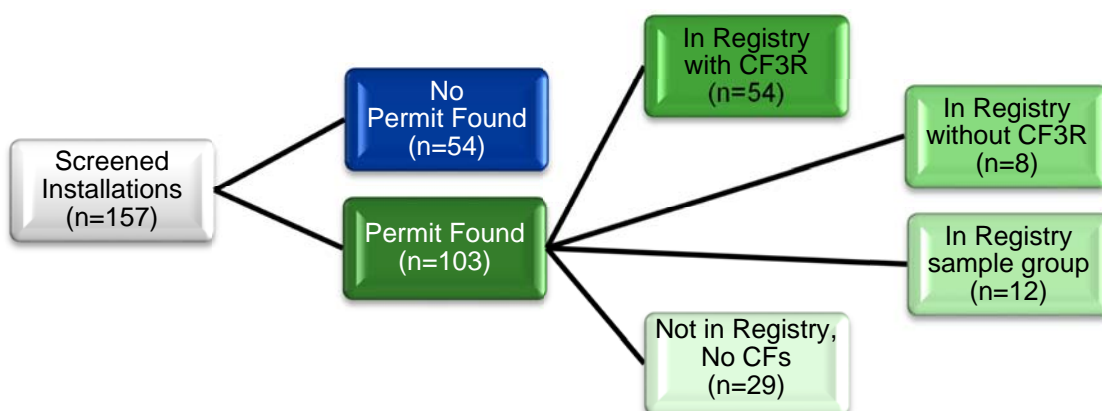 Screened
Installations
(n=157)
No
Permit Found
(n=54)
Permit Found
(n=103)
In Registry
with CF3R
(n=54)
In Registry
without CF3R
(n=8)
In Registry
sample group
(n=12)
Not in Registry,
No CFs
(n=29)